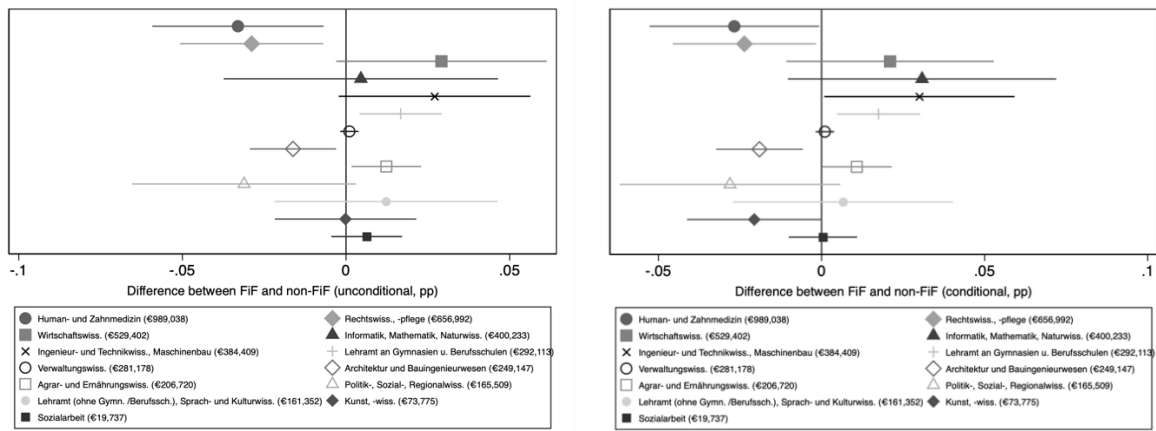 -.1 -.05 0 .05
Difference between FiF and non-FiF (unconditional, pp)
Human- und Zahnmedizin (€989,038) Rechtswiss., -pflege (€656,992)
Wirtschaftswiss. (€529,402) Informatik, Mathematik, Naturwiss. (€400,233)
Ingenieur- und Technikwiss., Maschinenbau (€384,409) Lehramt an Gymnasien u. Berufsschulen (€292,113)
Verwaltungswiss. (€281,178) Architektur und Bauingenieurwesen (€249,147)
Agrar- und Ernährungswiss. (€206,720) Politik-, Sozial-, Regionalwiss. (€165,509)
Lehramt (ohne Gymn. /Berufssch.), Sprach- und Kulturwiss. (€161,352) Kunst, -wiss. (€73,775)
Sozialarbeit (€19,737)
-.05 0 .05 .1
Difference between FiF and non-FiF (conditional, pp)
Human- und Zahnmedizin (€989,038) Rechtswiss., -pflege (€656,992)
Wirtschaftswiss. (€529,402) Informatik, Mathematik, Naturwiss. (€400,233)
Ingenieur- und Technikwiss., Maschinenbau (€384,409) Lehramt an Gymnasien u. Berufsschulen (€292,113)
Verwaltungswiss. (€281,178) Architektur und Bauingenieurwesen (€249,147)
Agrar- und Ernährungswiss. (€206,720) Politik-, Sozial-, Regionalwiss. (€165,509)
Lehramt (ohne Gymn. /Berufssch.), Sprach- und Kulturwiss. (€161,352) Kunst, -wiss. (€73,775)
Sozialarbeit (€19,737)